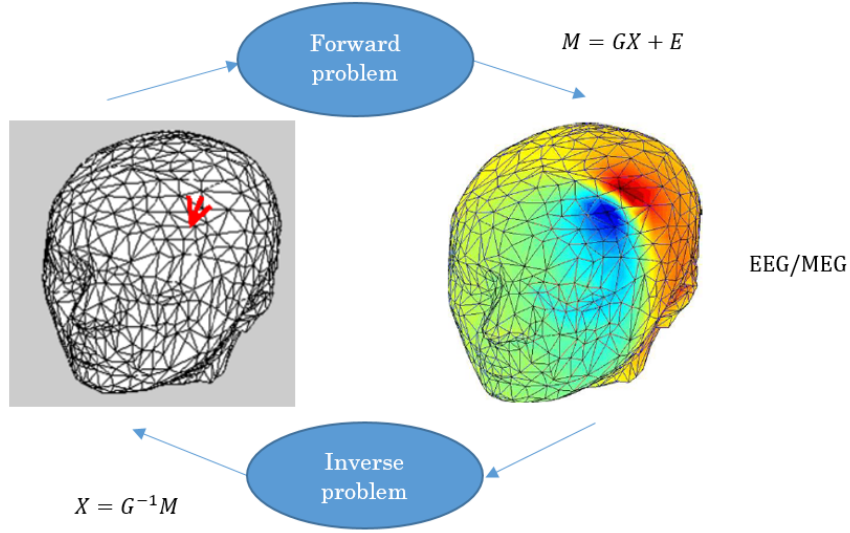 Forward
problem
M = GX + E
EEG/MEG
Inverse
problem
X = G⁻¹M